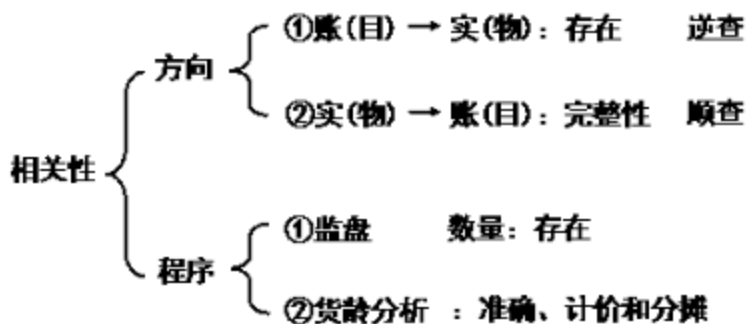 ①账(目) → 实(物)：存在 逆查
方向
②实(物) → 账(目)：完整性 顺查
相关性
①监盘 数量：存在
程序
②货龄分析 ：准确、计价和分摊